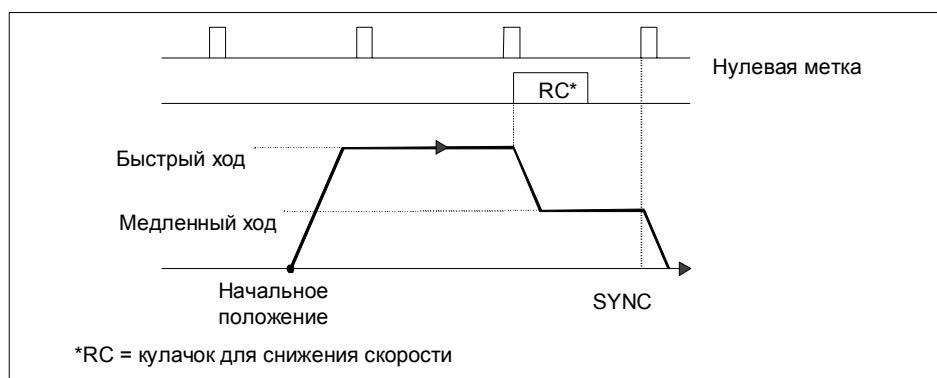 Нулевая метка
RC*
Быстрый ход
Медленный ход
Начальное
положение
SYNC
*RC = кулачок для снижения скорости